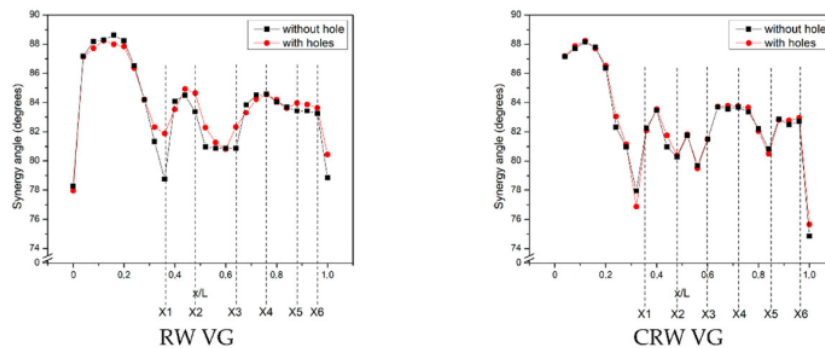 90
88
86
84
82
80
78
76
74
0
Synergy angle (degrees)
without hole
with holes
0 0.2 0.4 0.6 0.8 1.0
x/L
X1 X2 X3 X4 X5 X6
RW VG
90
88
86
84
82
80
78
76
74
0
Synergy angle (degrees)
without hole
with holes
0,0 0.2 0.4 0.6 0.8 1.0
x/L
X1 X2 X3 X4 X5 X6
CRW VG